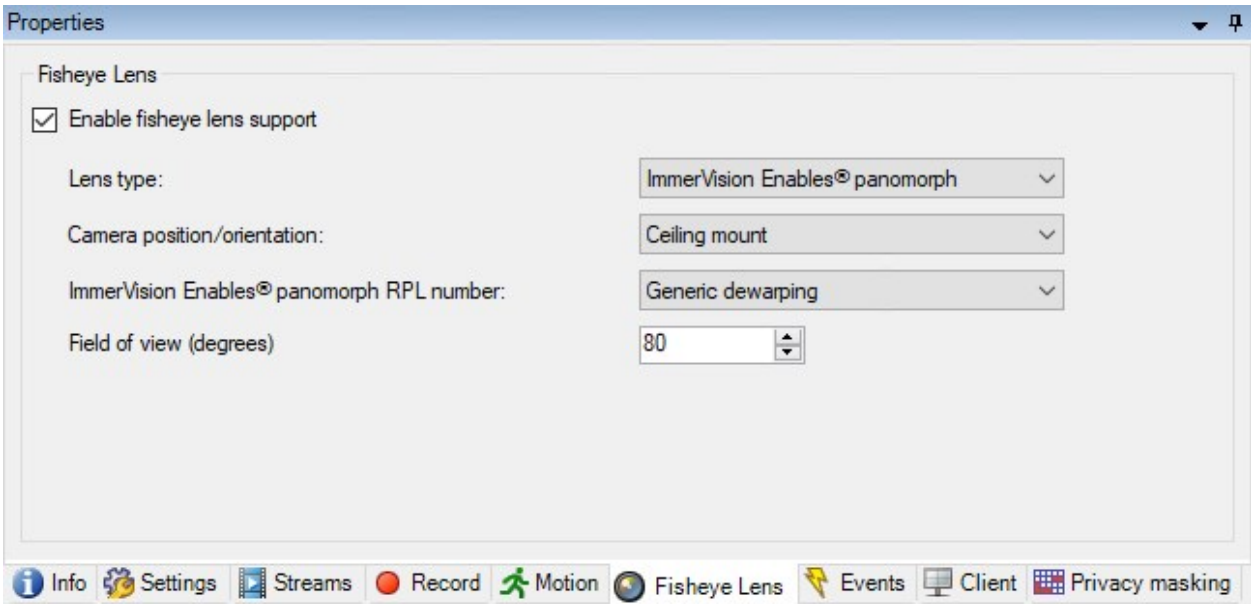 Properties
Fisheye Lens
Enable fisheye lens support
Lens type: ImmerVision Enables® panomorph
Camera position/orientation: Ceiling mount
ImmerVision Enables® panomorph RPL number: Generic dewarping
Field of view (degrees) 80
Info Settings Streams Record Motion Fisheye Lens Events Client Privacy masking